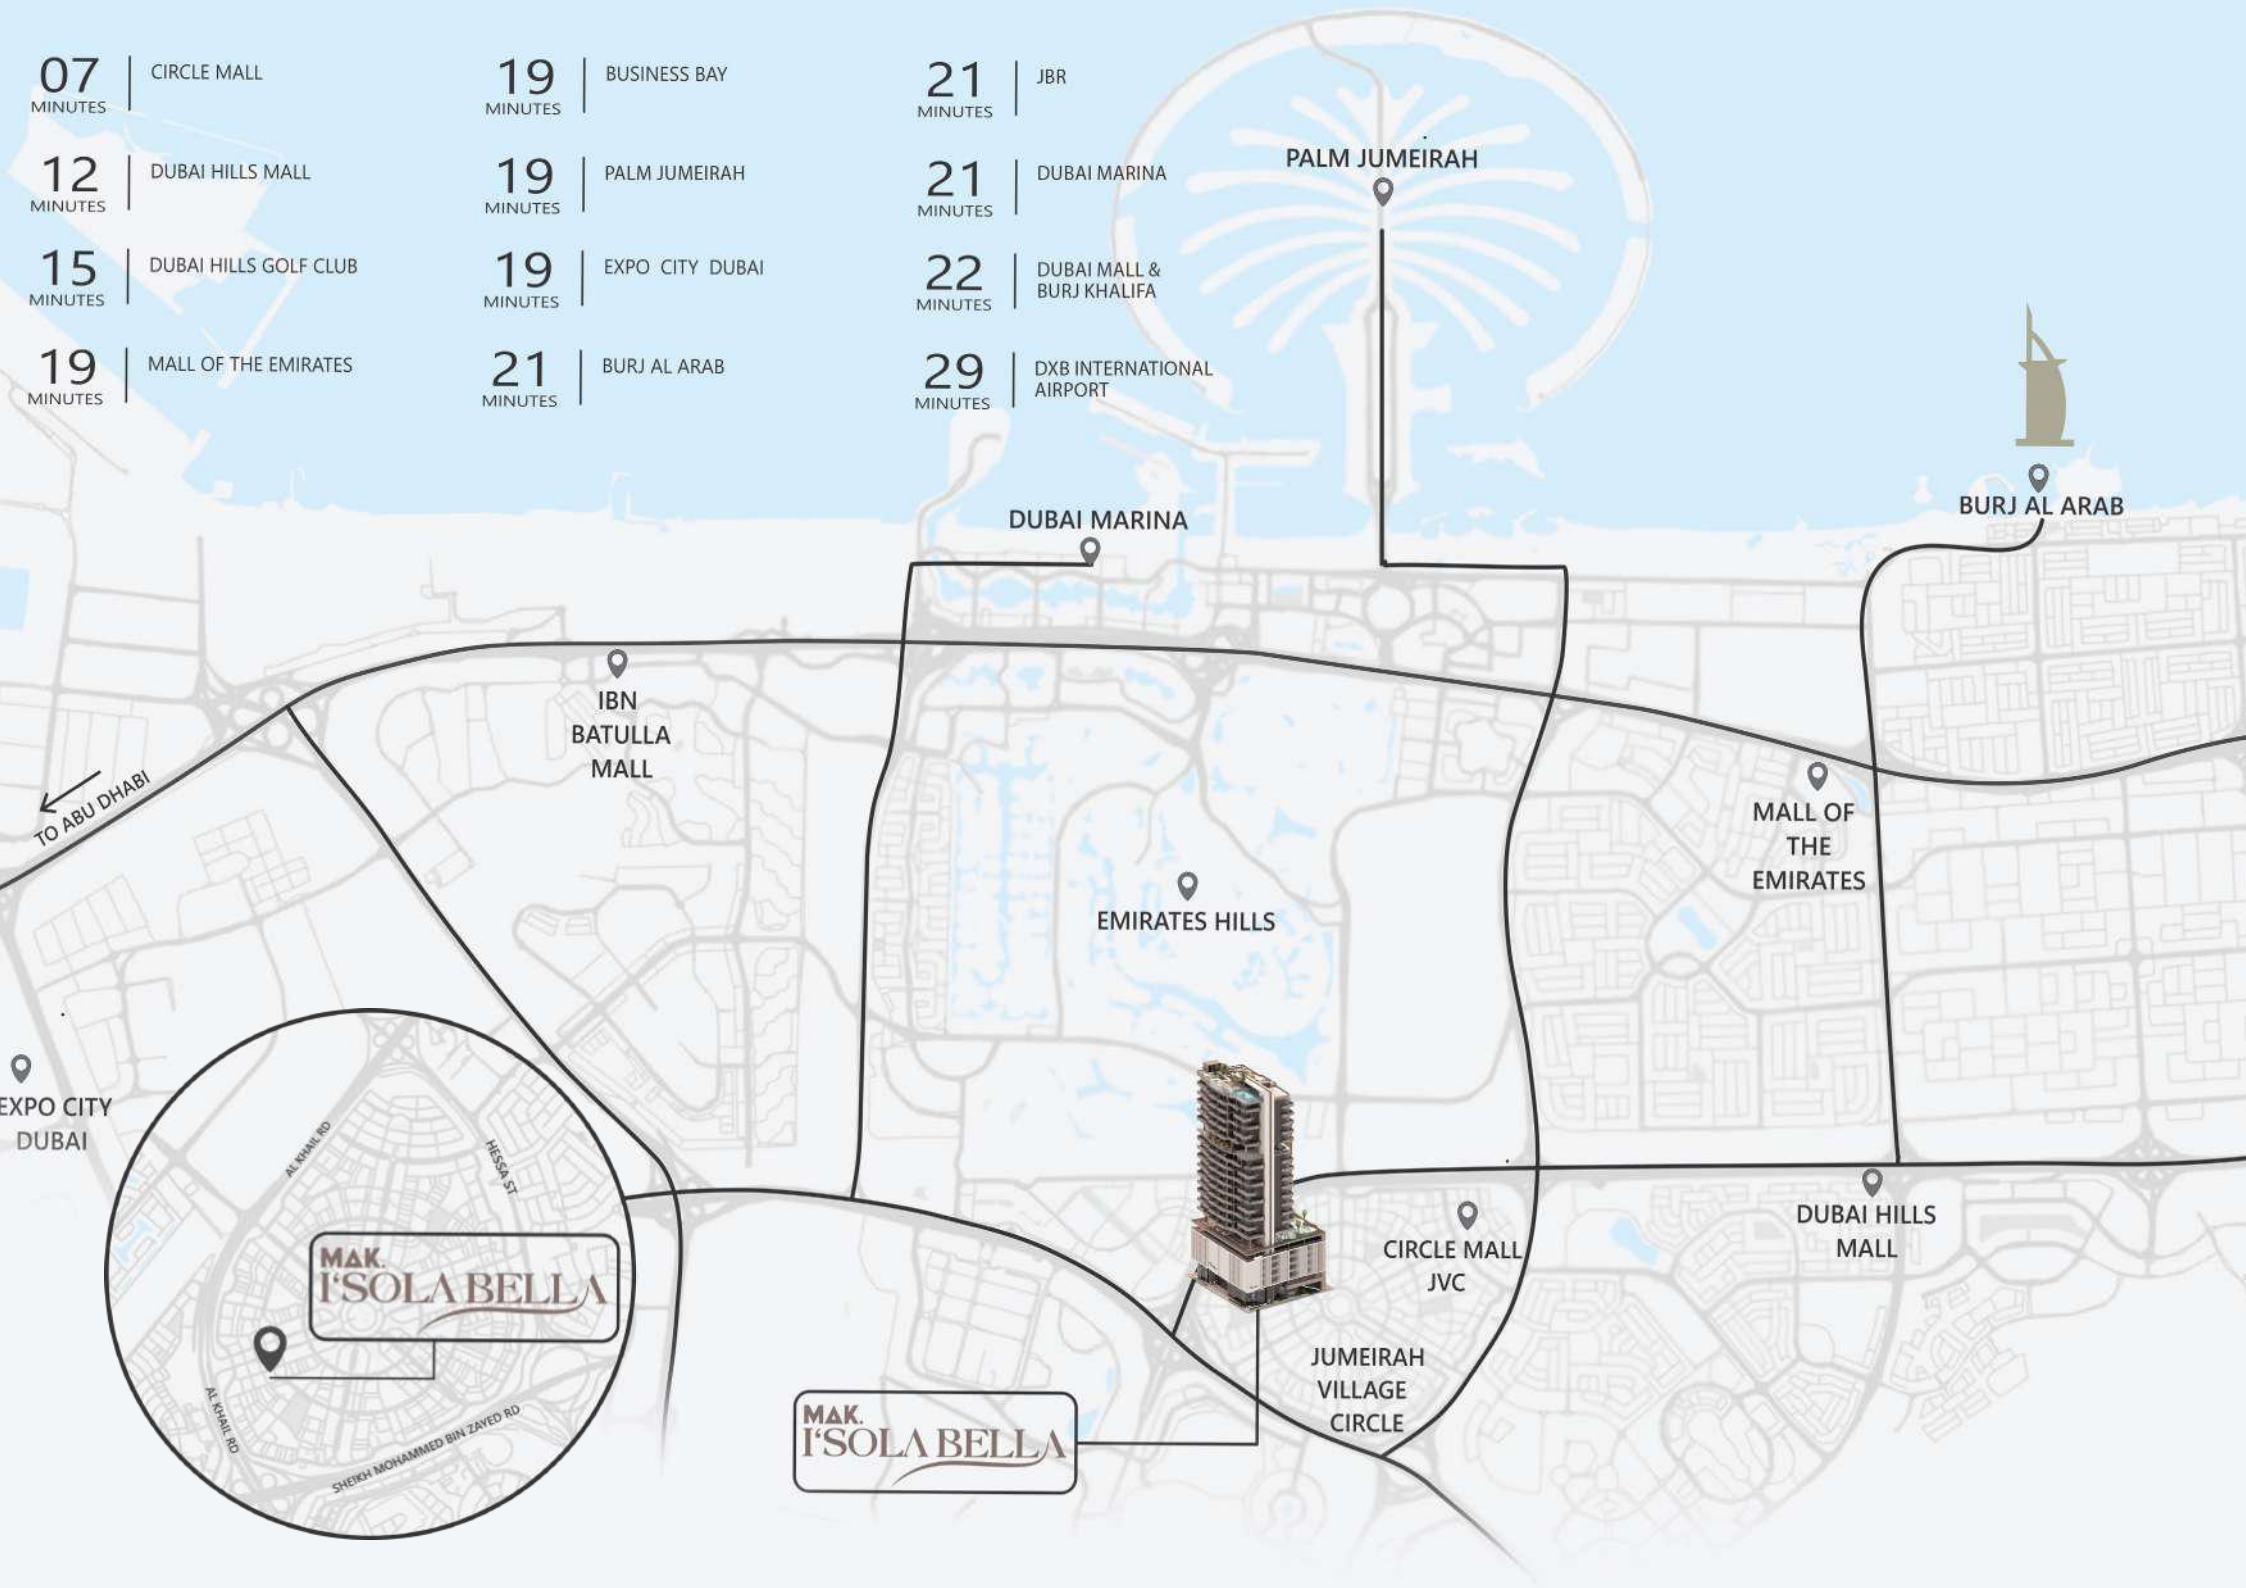 07
MINUTES
CIRCLE MALL
12
MINUTES
DUBAI HILLS MALL
15
MINUTES
DUBAI HILLS GOLF CLUB
19
MINUTES
MALL OF THE EMIRATES
19
MINUTES
BUSINESS BAY
19
MINUTES
PALM JUMEIRAH
19
MINUTES
EXPO CITY DUBAI
21
MINUTES
BURJ AL ARAB
21
MINUTES
JBR
21
MINUTES
DUBAI MARINA
22
MINUTES
DUBAI MALL &
BURJ KHALIFA
29
MINUTES
DXB INTERNATIONAL
AIRPORT
PALM JUMEIRAH
BURJ AL ARAB
DUBAI MARINA
IBN
BATULLA
MALL
TO ABU DHABI
MALL OF
THE
EMIRATES
EMIRATES HILLS
EXPO CITY
DUBAI
AL KHAIL RD
HESSA ST
MAK.
I'SOLA BELLA
AL KHAIL RD
SHEIKH MOHAMMED BIN ZAYED RD
CIRCLE MALL
JVC
DUBAI HILLS
MALL
JUMEIRAH
VILLAGE
CIRCLE
MAK.
I'SOLA BELLA